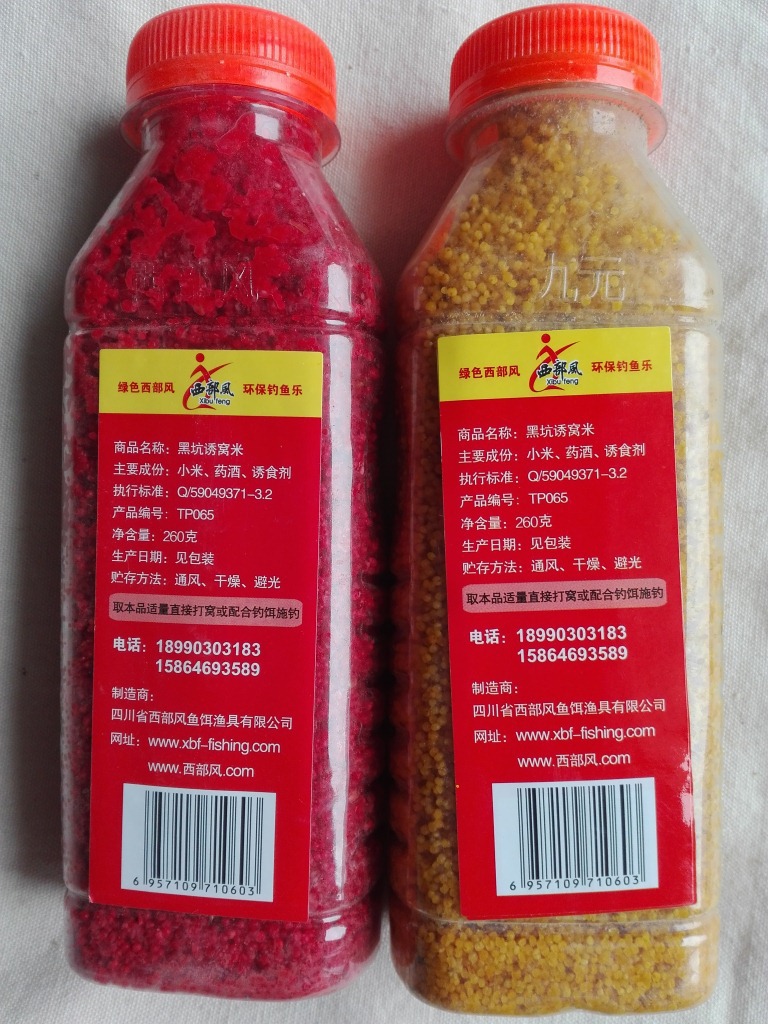 绿色西部风 西部風 环保钓鱼乐
Xibu feng
商品名称：黑坑诱窝米
主要成份：小米、药酒、诱食剂
执行标准：Q/59049371-3.2
产品编号：TP065
净含量：260克
生产日期：见包装
贮存方法：通风、干燥、避光
取本品适量直接打窝或配合钓饵施钓
电话：18990303183
15864693589
制造商：
四川省西部风鱼饵渔具有限公司
网址：www.xbf-fishing.com
www.西部风.com
6 957109 710603
九元
绿色西部风 西部風 环保钓鱼乐
Xibu feng
商品名称：黑坑诱窝米
主要成份：小米、药酒、诱食剂
执行标准：Q/59049371-3.2
产品编号：TP065
净含量：260克
生产日期：见包装
贮存方法：通风、干燥、避光
取本品适量直接打窝或配合钓饵施钓
电话：18990303183
15864693589
制造商：
四川省西部风鱼饵渔具有限公司
网址：www.xbf-fishing.com
www.西部风.com
6 957109 710603